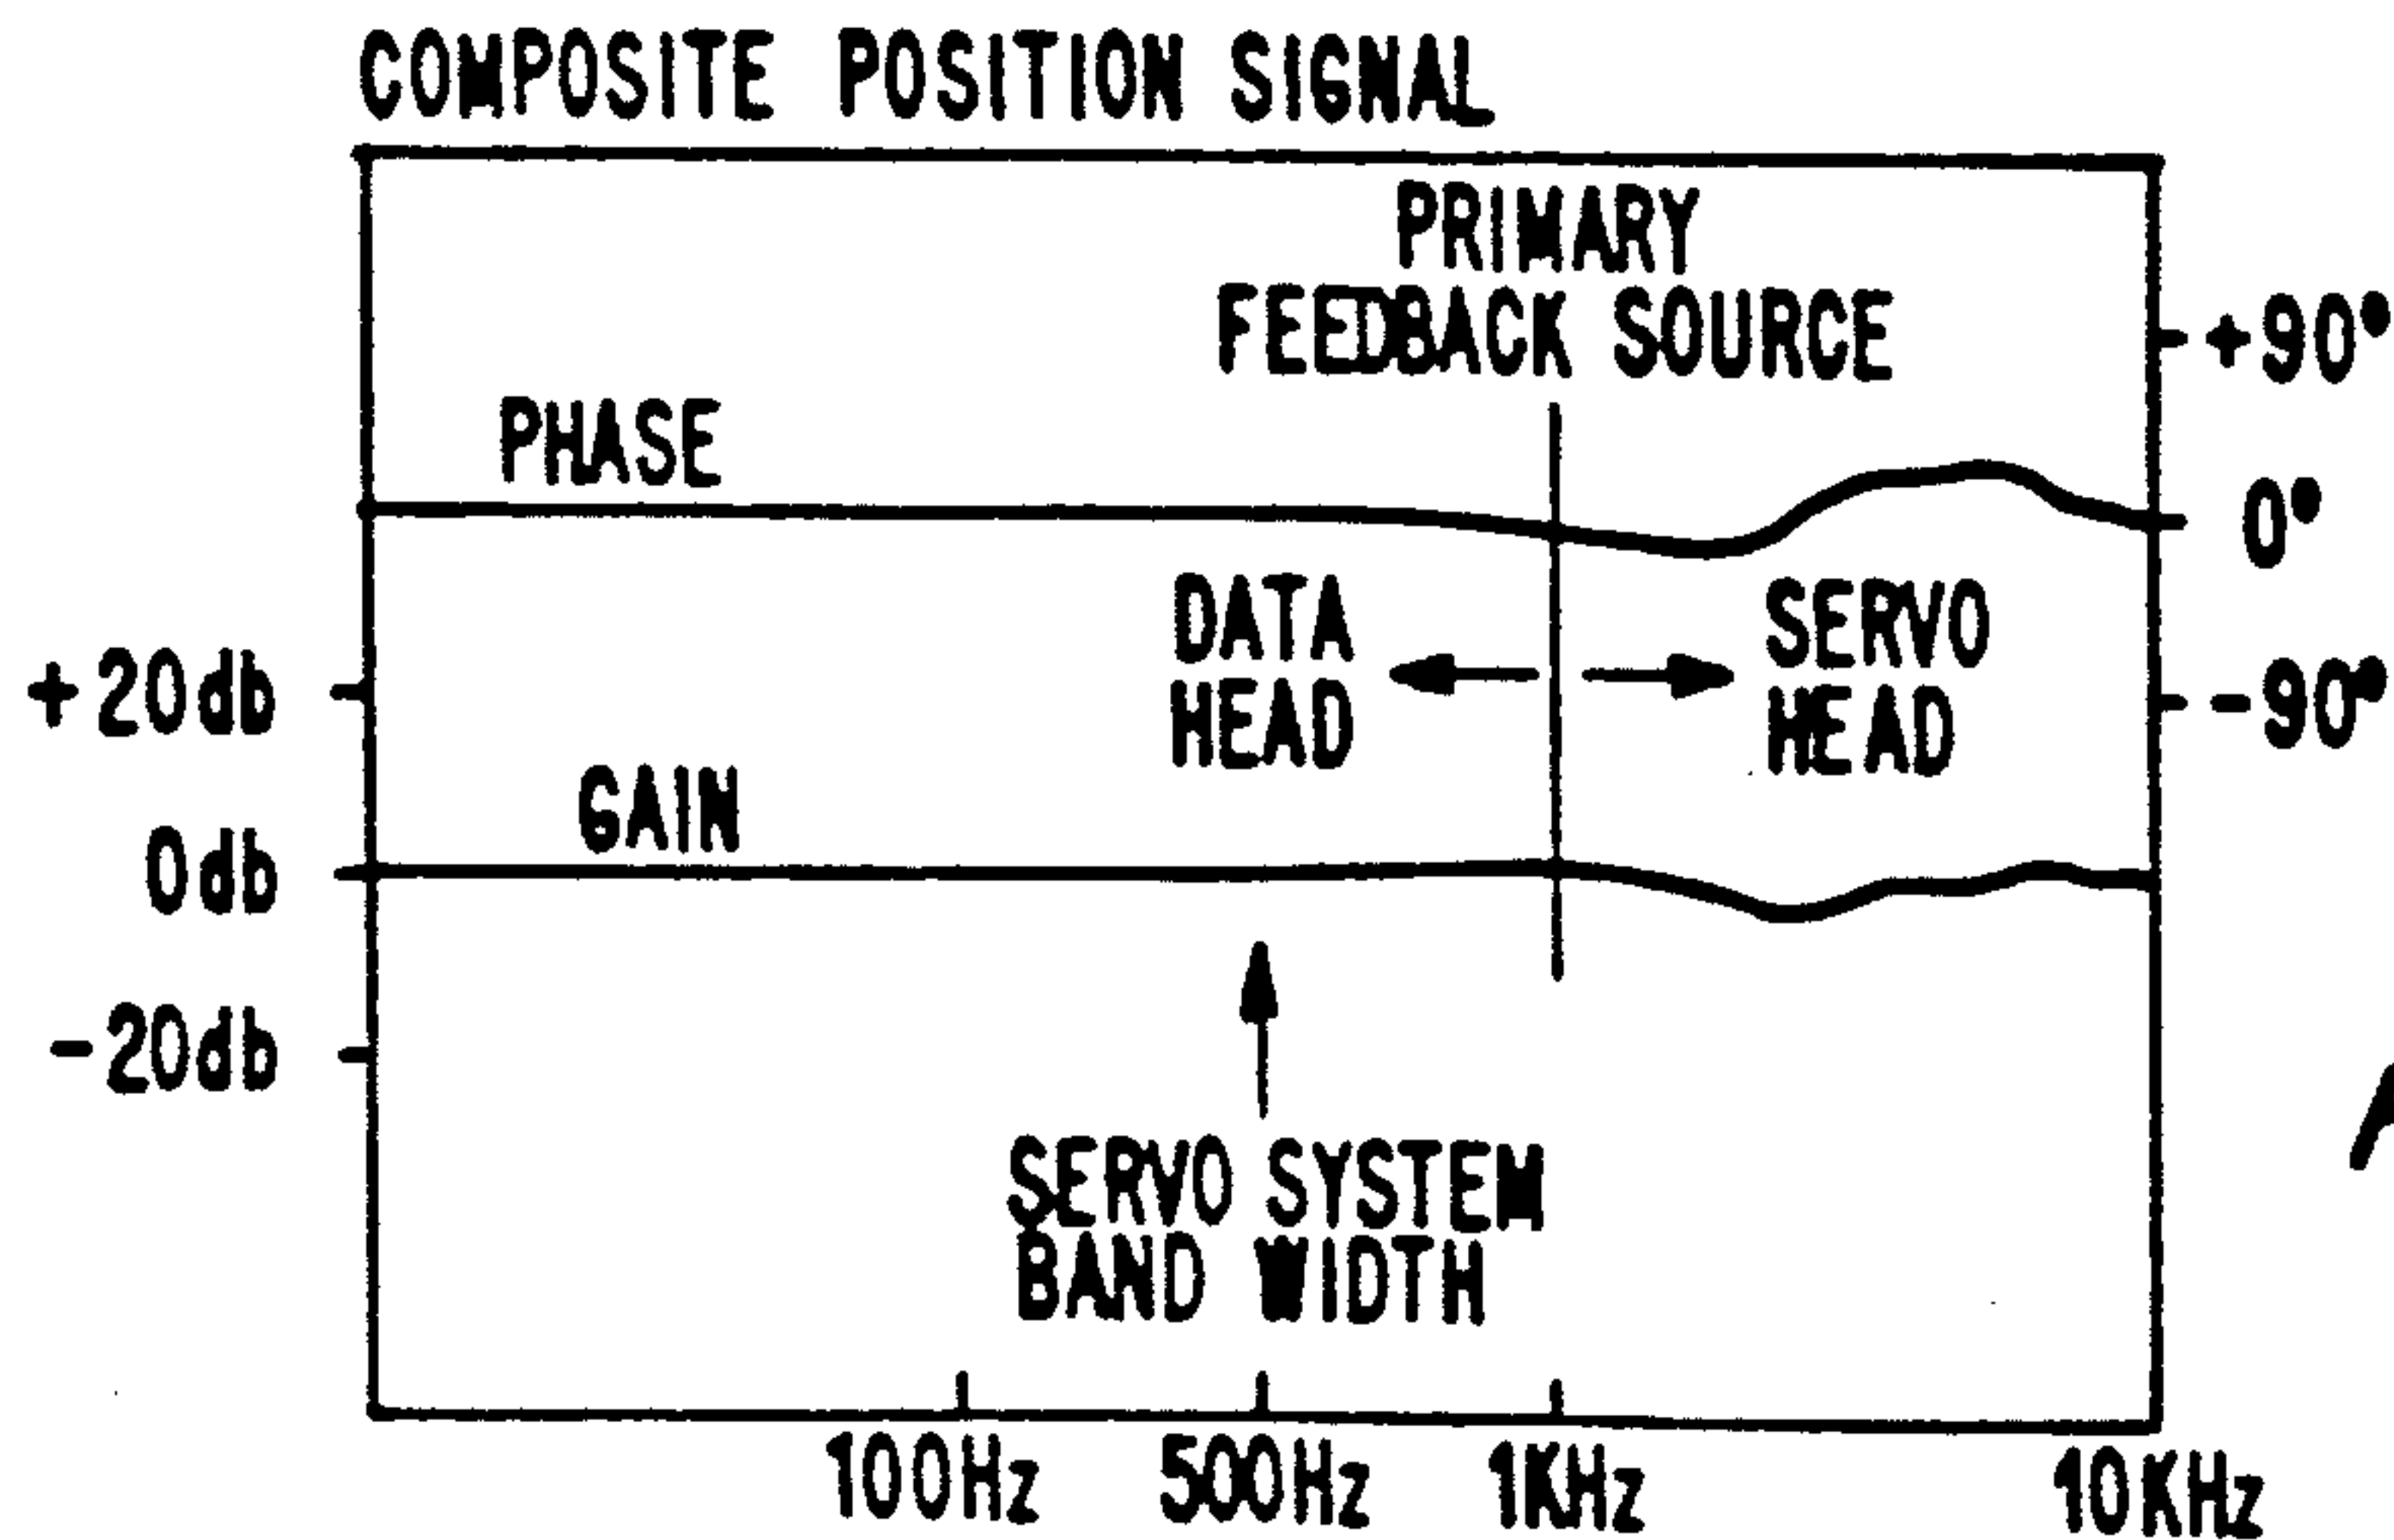 COMPOSITE POSITION SIGNAL
PRIMARY
FEEDBACK SOURCE
+90°
PHASE
0°
DATA
HEAD
SERVO
HEAD
+20db
-90°
GAIN
0db
-20db
SERVO SYSTEM
BAND WIDTH
100Hz 500Hz 1KHz 10KHz